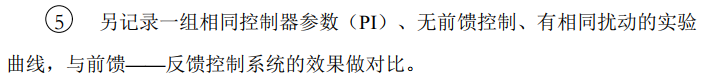 ⑤ 另记录一组相同控制器参数（PI）、无前馈控制、有相同扰动的实验
曲线，与前馈——反馈控制系统的效果做对比。